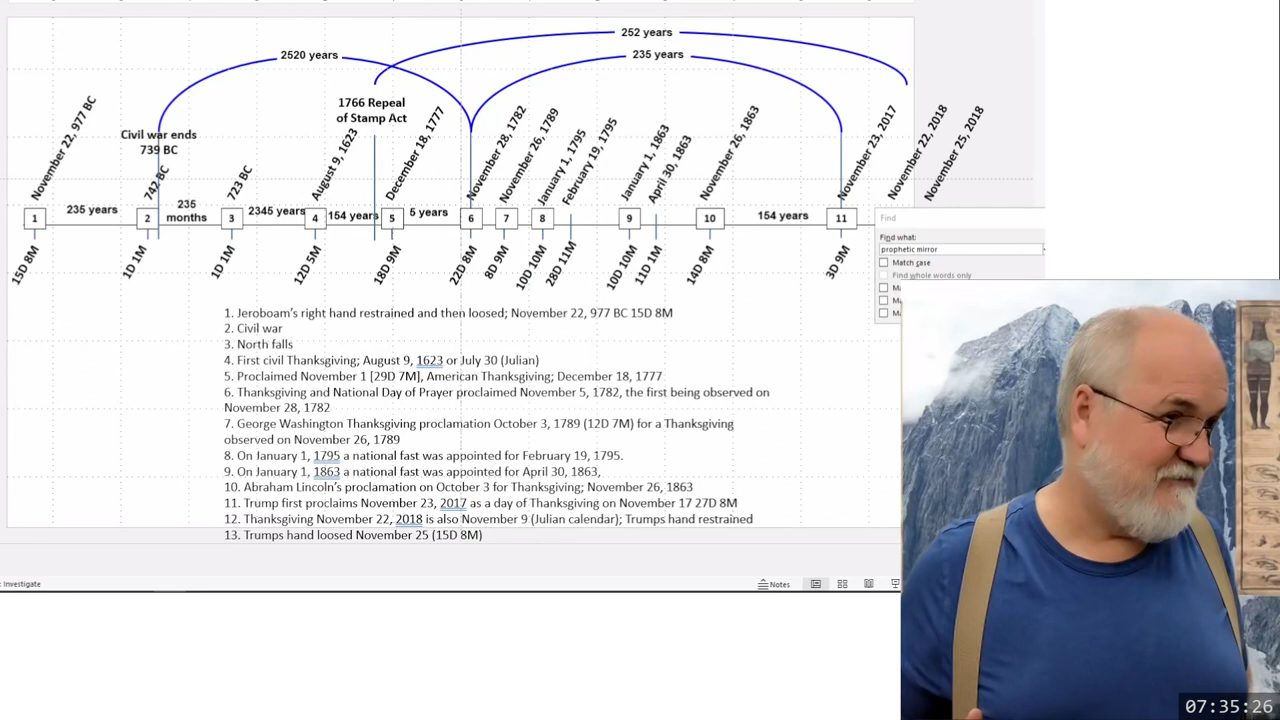 252 years
2520 years
235 years
1766 Repeal
of Stamp Act
Civil war ends
739 BC
November 22, 977 BC
742 BC
723 BC
August 9, 1623
December 18, 1777
November 28, 1782
November 26, 1789
January 1, 1795
February 19, 1795
January 1, 1863
April 30, 1863
November 26, 1863
November 23, 2017
November 22, 2018
November 25, 2018
235 years
235
months
2345 years
154 years
5 years
154 years
1
2
3
4
5
6
7
8
9
10
11
15D 8M
1D 1M
1D 1M
12D 5M
18D 9M
22D 8M
8D 9M
10D 10M
28D 11M
10D 10M
11D 1M
14D 8M
3D 9M
1. Jeroboam's right hand restrained and then loosed; November 22, 977 BC 15D 8M
2. Civil war
3. North falls
4. First civil Thanksgiving; August 9, 1623 or July 30 (Julian)
5. Proclaimed November 1 [29D 7M], American Thanksgiving; December 18, 1777
6. Thanksgiving and National Day of Prayer proclaimed November 5, 1782, the first being observed on
November 28, 1782
7. George Washington Thanksgiving proclamation October 3, 1789 (12D 7M) for a Thanksgiving
observed on November 26, 1789
8. On January 1, 1795 a national fast was appointed for February 19, 1795.
9. On January 1, 1863 a national fast was appointed for April 30, 1863,
10. Abraham Lincoln's proclamation on October 3 for Thanksgiving; November 26, 1863
11. Trump first proclaims November 23, 2017 as a day of Thanksgiving on November 17 27D 8M
12. Thanksgiving November 22, 2018 is also November 9 (Julian calendar); Trumps hand restrained
13. Trumps hand loosed November 25 (15D 8M)
Find
Find what:
prophetic mirror
Match case
Find whole words only
Ma
Ma
Ma
: Investigate
Notes
07:35:26